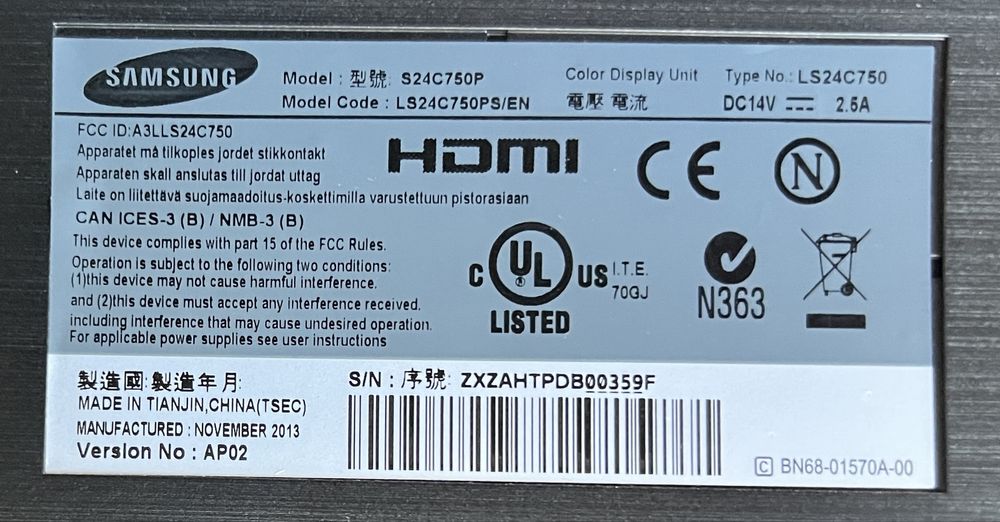 SAMSUNG
Model : 型號: S24C750P
Model Code : LS24C750PS/EN
Color Display Unit
電壓 電流
Type No.: LS24C750
DC14V 2.5A
FCC ID:A3LLS24C750
Apparatet må tilkoples jordet stikkontakt
Apparaten skall anslutas till jordat uttag
Laite on liitettävä suojamaadoitus-koskettimilla varustettuun pistorasiaan
CAN ICES-3 (B) / NMB-3 (B)
This device complies with part 15 of the FCC Rules.
Operation is subject to the following two conditions:
(1)this device may not cause harmful interference.
and (2)this device must accept any interference received.
including interference that may cause undesired operation.
For applicable power supplies see user instructions
HDMI
CE
N
C UL US
®
LISTED
I.T.E.
70GJ
N363
製造國: 製造年月:
MADE IN TIANJIN,CHINA(TSEC)
MANUFACTURED : NOVEMBER 2013
Version No : AP02
S/N : 序號: ZXZAHTPDB00359F
C BN68-01570A-00